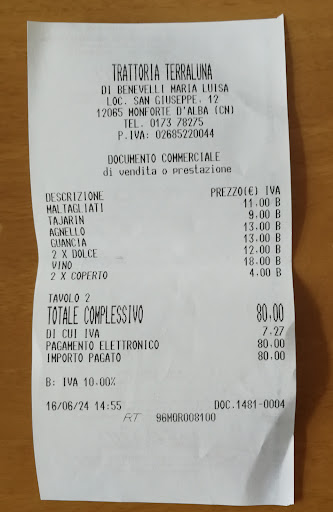 TRATTORIA TERRALUNA
DI BENEVELLI MARIA LUISA
LOC. SAN GIUSEPPE, 12
12065 MONFORTE D'ALBA (CN)
TEL. 0173 78275
P.IVA: 02685220044
DOCUMENTO COMMERCIALE
di vendita o prestazione
DESCRIZIONE PREZZO(€) IVA
MALTAGLIATI 11.00 B
TAJARIN 9.00 B
AGNELLO 13.00 B
GUANCIA 13.00 B
2 X DOLCE 12.00 B
VINO 18.00 B
2 X COPERTO 4.00 B
TAVOLO 2
TOTALE COMPLESSIVO 80.00
DI CUI IVA 7.27
PAGAMENTO ELETTRONICO 80.00
IMPORTO PAGATO 80.00
B: IVA 10.00%
16/06/24 14:55 DOC.1481-0004
RT 96MOR008100